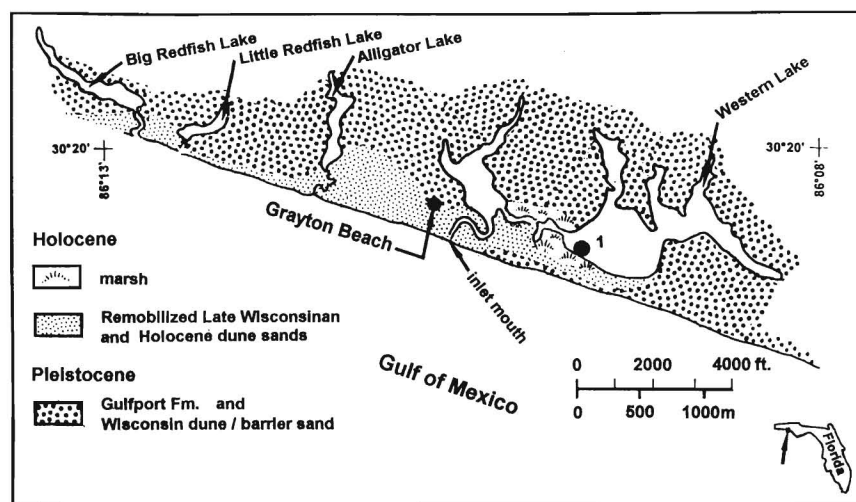 Big Redfish Lake
Little Redfish Lake
Alligator Lake
Western Lake
30°20'
86°13'
30°20'
86°08'
Grayton Beach
1
inlet mouth
Gulf of Mexico
Holocene
marsh
Remobilized Late Wisconsinan
and Holocene dune sands
Pleistocene
Gulfport Fm. and
Wisconsin dune / barrier sand
0 2000 4000 ft.
0 500 1000m
Florida